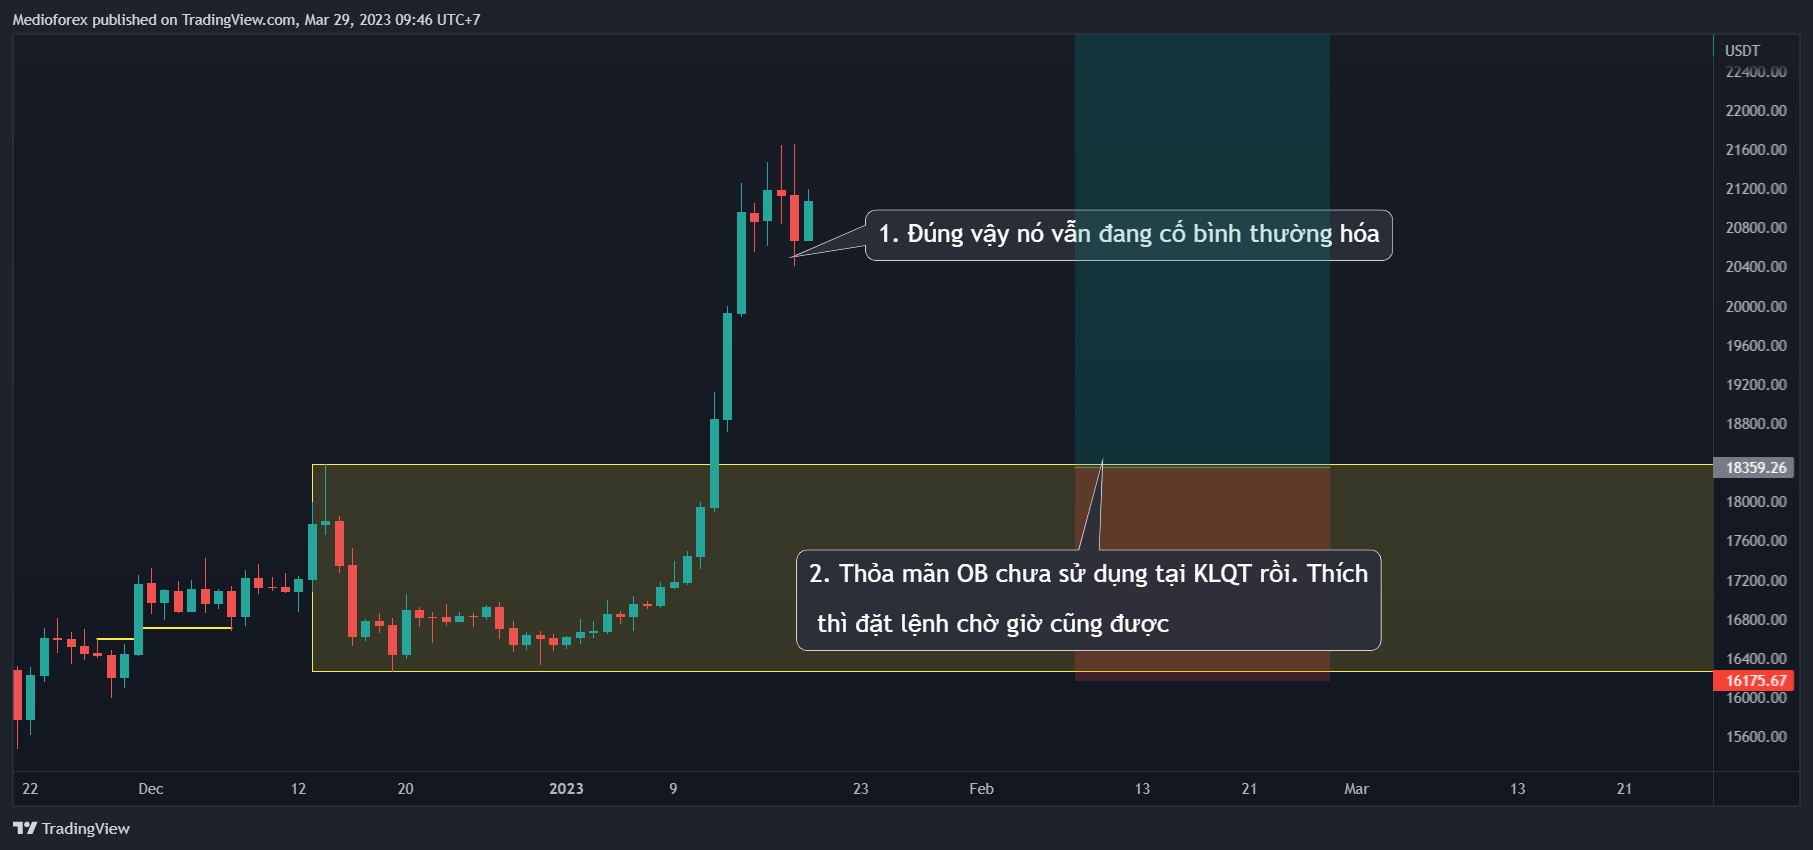 Medioforex published on TradingView.com, Mar 29, 2023 09:46 UTC+7
USDT
22400.00
22000.00
21600.00
21200.00
20800.00
20400.00
20000.00
19600.00
19200.00
18800.00
18359.26
18000.00
17600.00
17200.00
16800.00
16400.00
16175.67
16000.00
15600.00
1. Đúng vậy nó vẫn đang cố bình thường hóa
2. Thỏa mãn OB chưa sử dụng tại KLQT rồi. Thích
thì đặt lệnh chờ giờ cũng được
22 Dec 12 20 2023 9 23 Feb 13 21 Mar 13 21
TradingView